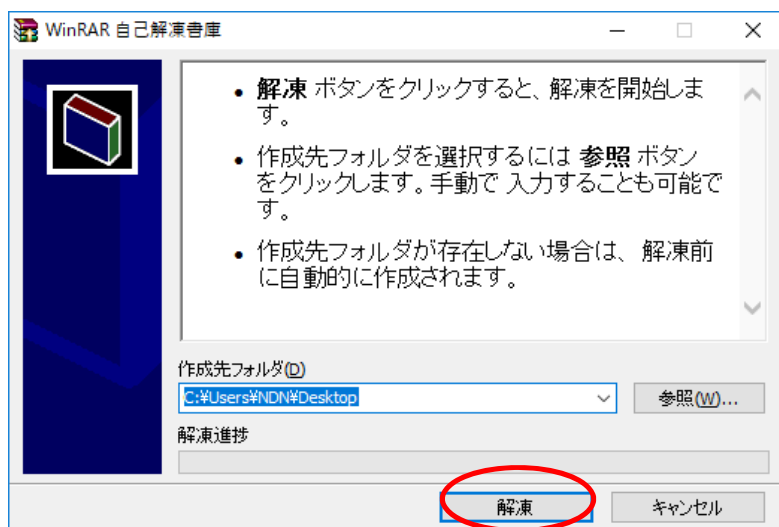 WinRAR 自己解凍書庫
• 解凍 ボタンをクリックすると、解凍を開始しま
す。
• 作成先フォルダを選択するには 参照 ボタン
をクリックします。手動で 入力することも可能で
す。
• 作成先フォルダが存在しない場合は、 解凍前
に自動的に作成されます。
作成先フォルダ(D)
C:¥Users¥NDN¥Desktop
参照(W)...
解凍進捗
解凍
キャンセル